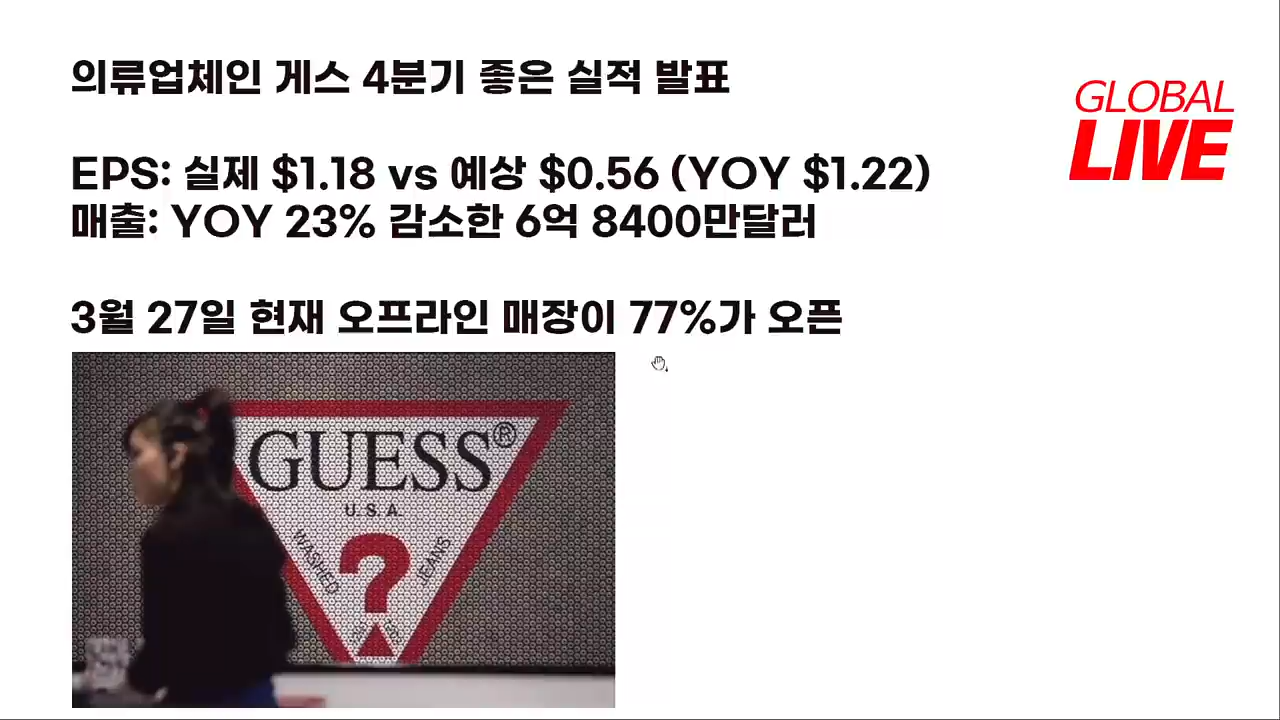 의류업체인 게스 4분기 좋은 실적 발표
GLOBAL
LIVE
EPS: 실제 $1.18 vs 예상 $0.56 (YOY $1.22)
매출: YOY 23% 감소한 6억 8400만달러
3월 27일 현재 오프라인 매장이 77%가 오픈
GUESS®
U.S.A.
WASHED
JEANS
?